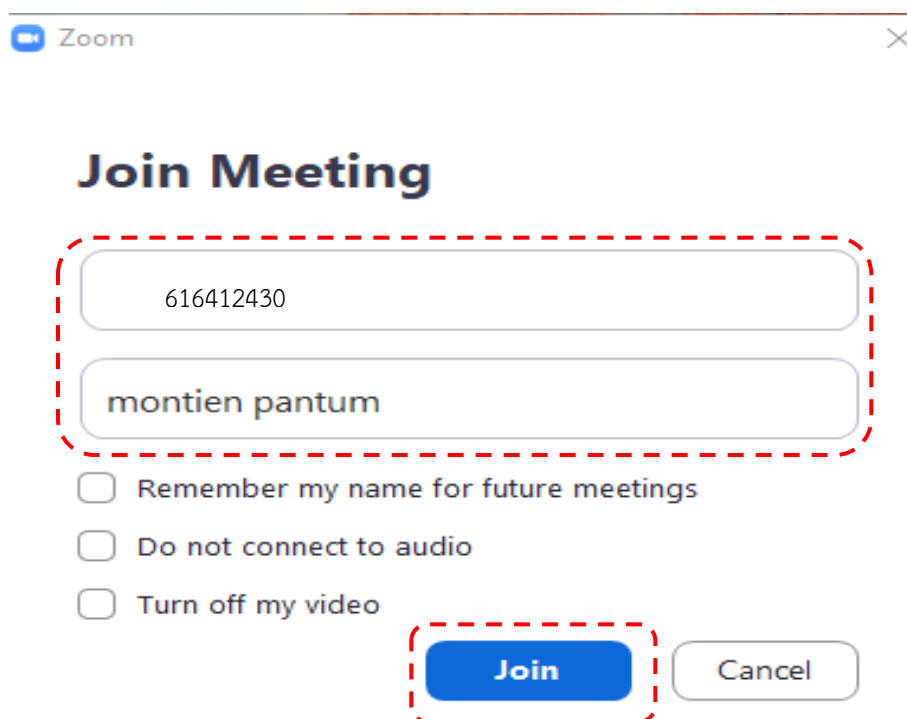 Zoom
Join Meeting
616412430
montien pantum
Remember my name for future meetings
Do not connect to audio
Turn off my video
Join Cancel